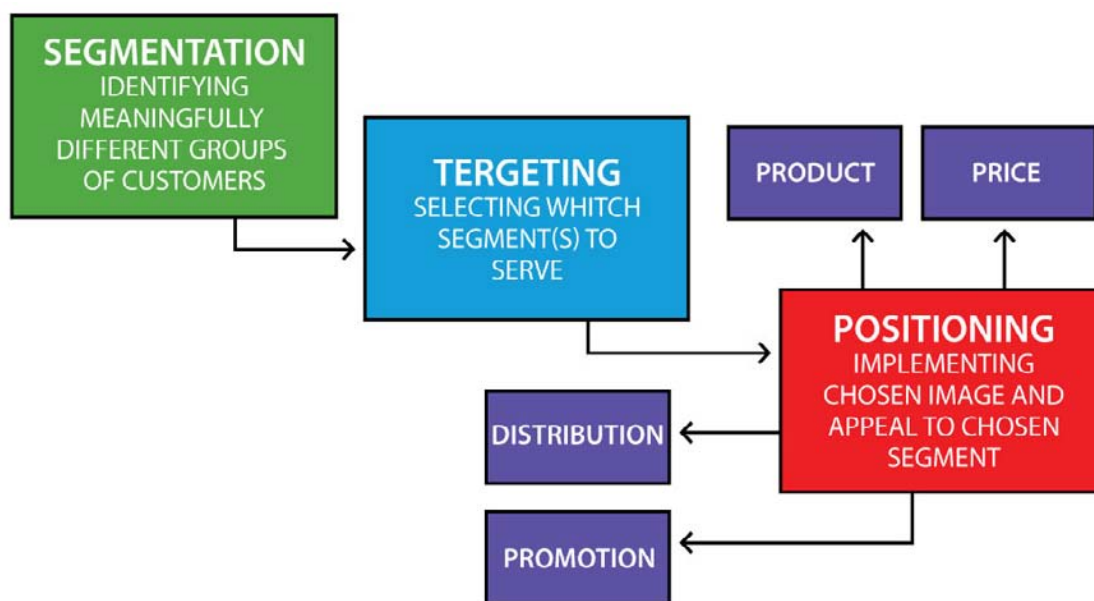 SEGMENTATION
IDENTIFYING
MEANINGFULLY
DIFFERENT GROUPS
OF CUSTOMERS
TERGETING
SELECTING WHITCH
SEGMENT(S) TO
SERVE
PRODUCT
PRICE
POSITIONING
IMPLEMENTING
CHOSEN IMAGE AND
APPEAL TO CHOSEN
SEGMENT
DISTRIBUTION
PROMOTION